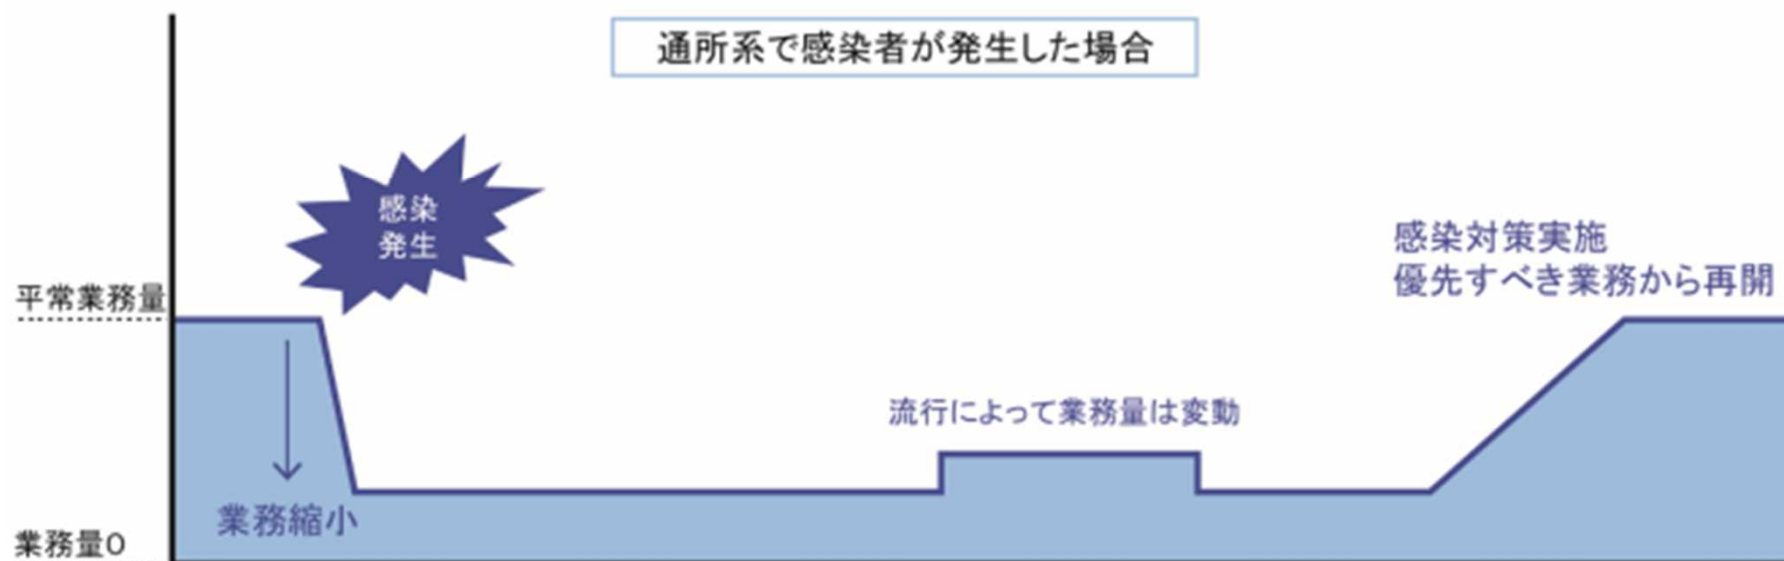 通所系で感染者が発生した場合
感染
発生
感染対策実施
優先すべき業務から再開
平常業務量
流行によって業務量は変動
業務縮小
業務量0